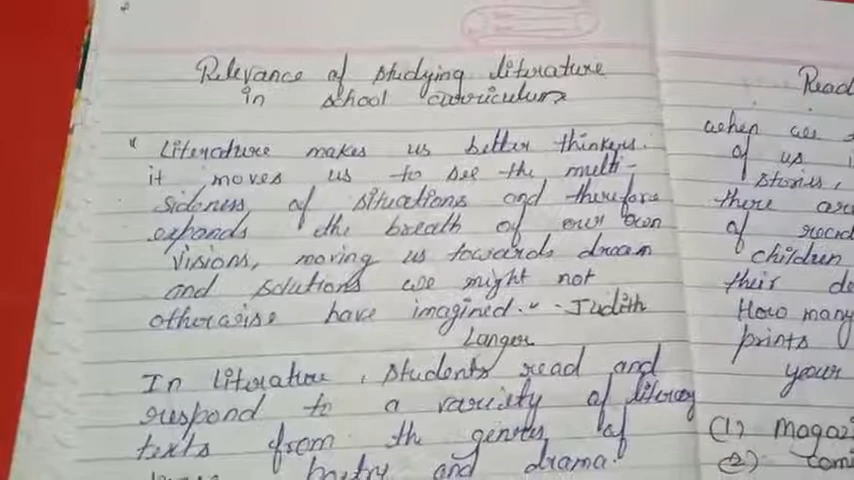 Relevance of studying literature
in school curriculum
" Literature makes us better thinkers.
it moves us to see the multi-
sideness of situations and therefore
expands the breath of our own
visions, moving us towards dream
and solutions we might not
otherwise have imagined." - Judith
Langer
In literature, students read and
respond to a variety of literary
texts from the genres of
poetry and drama.
Read
when we
of us
stories,
there are
of
children
their
How many
prints
your
(1) Magazi
(2) comi